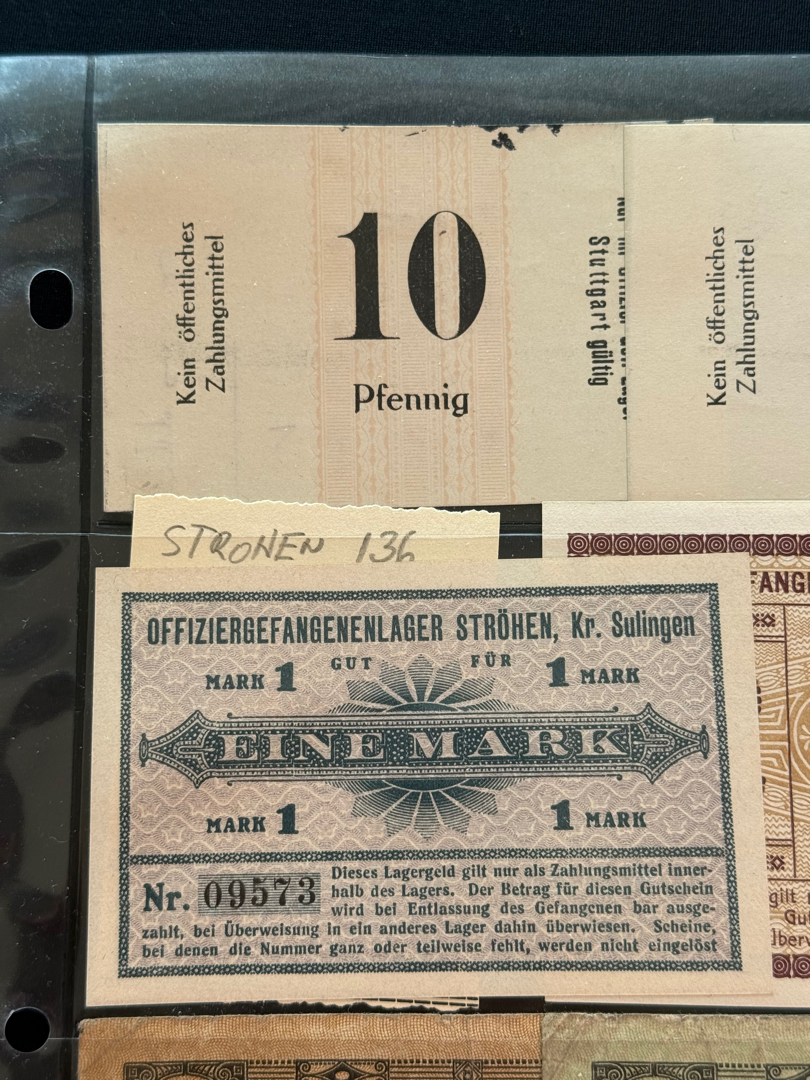 Kein öffentliches
Zahlungsmittel
10
Pfennig
Stuttgart gültig
Kein öffentliches
Zahlungsmittel
STROHEN 136
OFFIZIERGEFANGENENLAGER STRÖHEN, Kr. Sulingen
GUT FÜR
MARK 1 1 MARK
EINE MARK
MARK 1 1 MARK
Dieses Lagergeld gilt nur als Zahlungsmittel inner-
Nr. 09573 halb des Lagers. Der Betrag für diesen Gutschein
wird bei Entlassung des Gefangenen bar ausge-
zahlt, bei Überweisung in ein anderes Lager dahin überwiesen. Scheine,
bei denen die Nummer ganz oder teilweise fehlt, werden nicht eingelöst